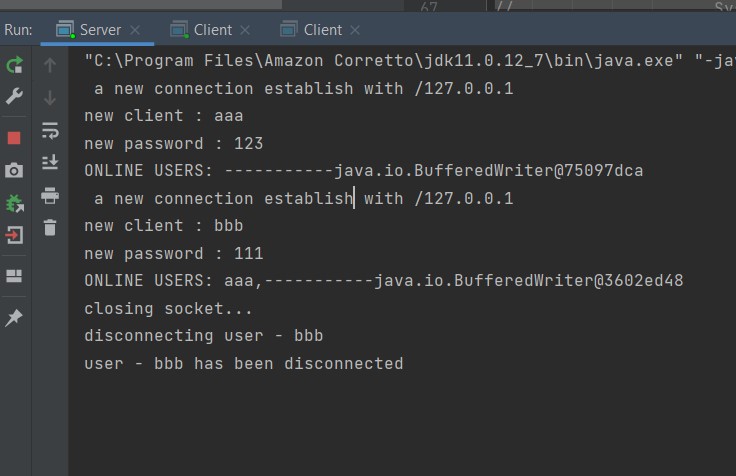 67 // Sy
Run: Server × Client × Client ×
"C:\Program Files\Amazon Corretto\jdk11.0.12_7\bin\java.exe" "-jav
a new connection establish with /127.0.0.1
new client : aaa
new password : 123
ONLINE USERS: -----------java.io.BufferedWriter@75097dca
a new connection establish with /127.0.0.1
new client : bbb
new password : 111
ONLINE USERS: aaa,-----------java.io.BufferedWriter@3602ed48
closing socket...
disconnecting user - bbb
user - bbb has been disconnected